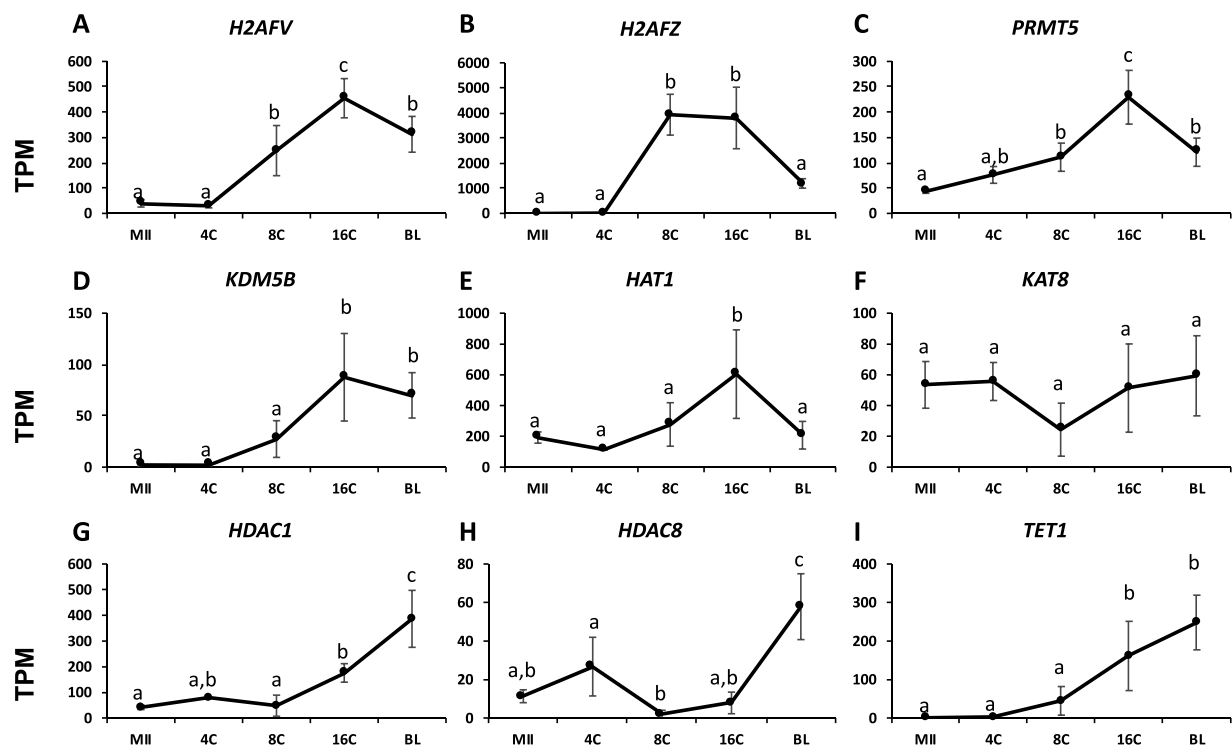 A H2AFV
600
500
400
300
200
100
0
TPM
a a b c b
MII 4C 8C 16C BL
B H2AFZ
6000
5000
4000
3000
2000
1000
0
a a b b a
MII 4C 8C 16C BL
C PRMT5
300
250
200
150
100
50
0
a a,b b c b
MII 4C 8C 16C BL
D KDM5B
150
100
50
0
TPM
a a a b b
MII 4C 8C 16C BL
E HAT1
1000
800
600
400
200
0
a a a b a
MII 4C 8C 16C BL
F KAT8
100
80
60
40
20
0
a a a a a
MII 4C 8C 16C BL
G HDAC1
600
500
400
300
200
100
0
TPM
a a,b a b c
MII 4C 8C 16C BL
H HDAC8
80
60
40
20
0
a,b a b a,b c
MII 4C 8C 16C BL
I TET1
400
300
200
100
0
a a a b b
MII 4C 8C 16C BL